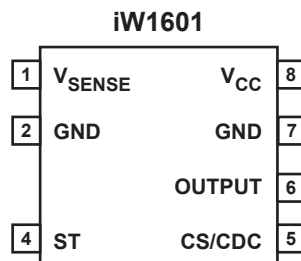 iW1601
1 VSENSE VCC 8
2 GND GND 7
OUTPUT 6
4 ST CS/CDC 5